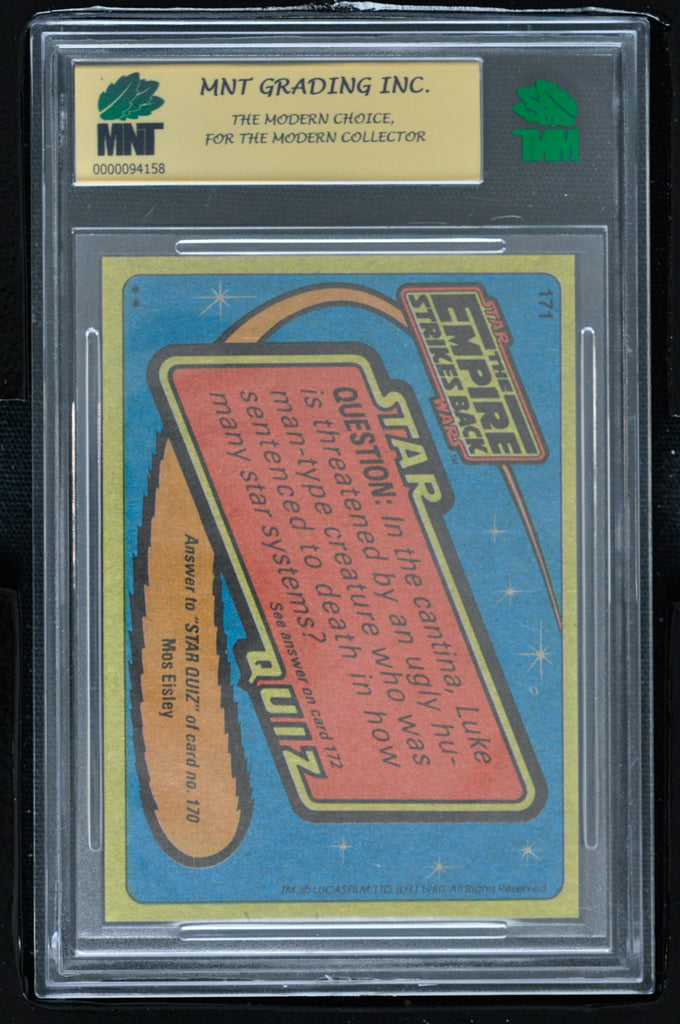 MNT GRADING INC.
THE MODERN CHOICE,
FOR THE MODERN COLLECTOR
MNT
0000094158
MNT
171
STAR
THE
EMPIRE
STRIKES BACK
WARS™
STAR
QUESTION: In the cantina, Luke
is threatened by an ugly hu-
man-type creature who was
sentenced to death in how
many star systems?
See answer on card 172
QUIZ
Answer to "STAR QUIZ" of card no. 170
Mos Eisley
* *
TM, © LUCASFILM, LTD. (LFL) 1980. All Rights Reserved